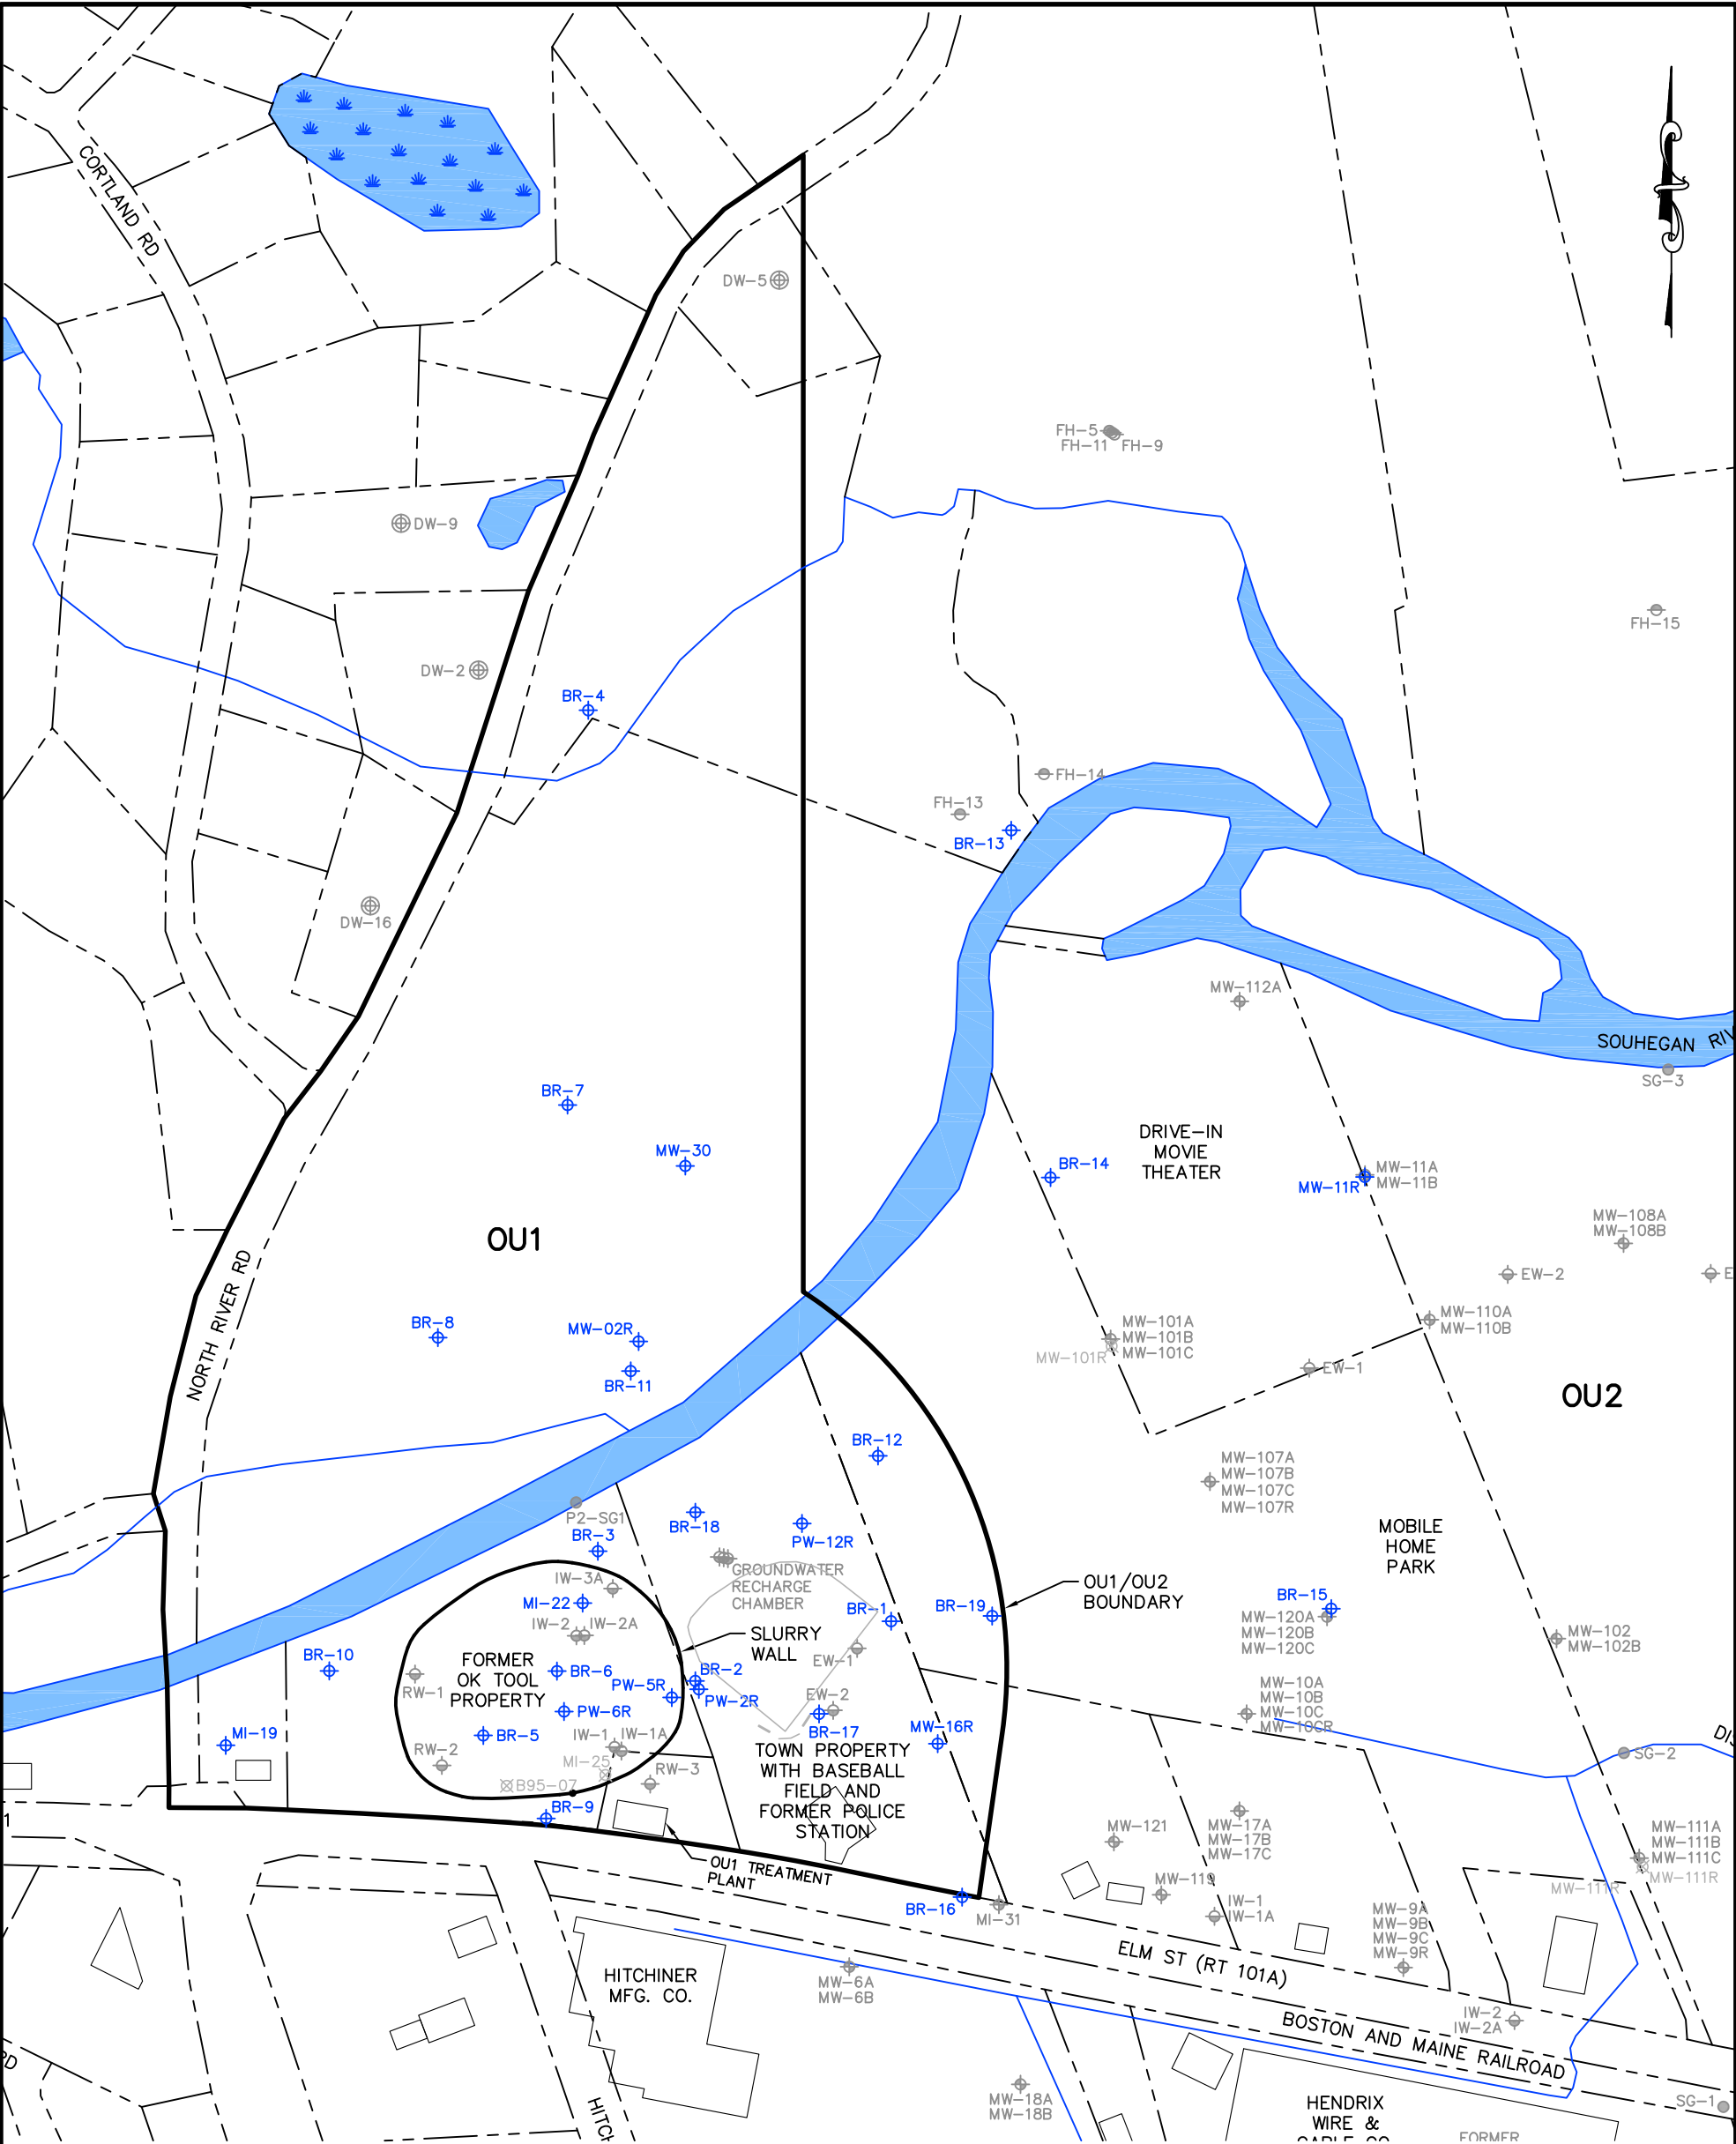 CORTLAND RD
DW-5
FH-5
FH-11
FH-9
DW-9
FH-15
DW-2
BR-4
FH-14
FH-13
BR-13
DW-16
MW-112A
SOUHEGAN
SG-3
BR-7
DRIVE-IN
MOVIE
THEATER
MW-30
BR-14
MW-11A
MW-11B
MW-11R
MW-108A
MW-108B
OU1
EW-2
NORTH RIVER RD
BR-8
MW-02R
MW-101A
MW-101B
MW-101C
MW-101R
MW-110A
MW-110B
BR-11
EW-1
OU2
BR-12
MW-107A
MW-107B
MW-107C
MW-107R
P2-SG1
BR-18
BR-3
PW-12R
MOBILE
HOME
PARK
GROUNDWATER
RECHARGE
CHAMBER
IW-3A
MI-22
BR-1
BR-19
OU1/OU2
BOUNDARY
BR-15
MW-120A
MW-120B
MW-120C
IW-2
IW-2A
SLURRY
WALL
MW-102
MW-102B
FORMER
OK TOOL
PROPERTY
BR-10
BR-6
PW-5R
BR-2
PW-2R
EW-1
RW-1
PW-6R
EW-2
BR-17
MW-10A
MW-10B
MW-10C
MW-10CR
MI-19
BR-5
IW-1
IW-1A
MW-16R
RW-2
MI-25
B95-07
RW-3
SG-2
TOWN PROPERTY
WITH BASEBALL
FIELD AND
FORMER POLICE
STATION
BR-9
MW-121
MW-17A
MW-17B
MW-17C
MW-111A
MW-111B
MW-111C
MW-111R
MW-111R
OU1 TREATMENT
PLANT
MW-119
BR-16
MI-31
IW-1
IW-1A
MW-9A
MW-9B
MW-9C
MW-9R
ELM ST (RT 101A)
HITCHINER
MFG. CO.
MW-6A
MW-6B
IW-2
IW-2A
BOSTON AND MAINE RAILROAD
MW-18A
MW-18B
HENDRIX
WIRE &
SG-1
FORMER